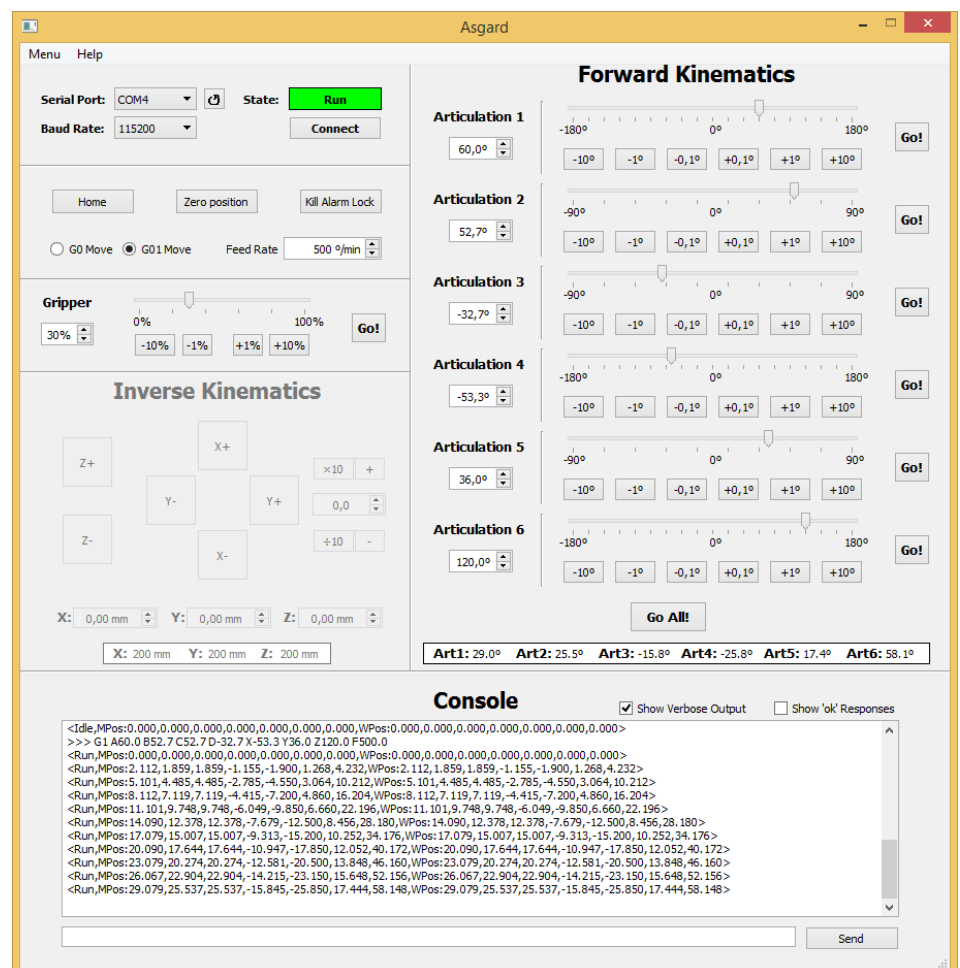 Asgard
Menu Help
Serial Port: COM4 State: Run
Baud Rate: 115200 Connect
Home Zero position Kill Alarm Lock
G0 Move G01 Move Feed Rate 500 º/min
Gripper
30%
0% 100%
-10% -1% +1% +10%
Go!
Inverse Kinematics
Z+ X+ ×10 +
Y- Y+ 0,0
Z- X- ÷10 -
X: 0,00 mm Y: 0,00 mm Z: 0,00 mm
X: 200 mm Y: 200 mm Z: 200 mm
Forward Kinematics
Articulation 1
60,0º
-180º 0º 180º
-10º -1º -0,1º +0,1º +1º +10º
Go!
Articulation 2
52,7º
-90º 0º 90º
-10º -1º -0,1º +0,1º +1º +10º
Go!
Articulation 3
-32,7º
-90º 0º 90º
-10º -1º -0,1º +0,1º +1º +10º
Go!
Articulation 4
-53,3º
-180º 0º 180º
-10º -1º -0,1º +0,1º +1º +10º
Go!
Articulation 5
36,0º
-90º 0º 90º
-10º -1º -0,1º +0,1º +1º +10º
Go!
Articulation 6
120,0º
-180º 0º 180º
-10º -1º -0,1º +0,1º +1º +10º
Go!
Go All!
Art1: 29.0º Art2: 25.5º Art3: -15.8º Art4: -25.8º Art5: 17.4º Art6: 58.1º
Console
Show Verbose Output Show 'ok' Responses
<Idle,MPos:0.000,0.000,0.000,0.000,0.000,0.000,0.000,WPos:0.000,0.000,0.000,0.000,0.000,0.000,0.000>
>>> G1 A60.0 B52.7 C52.7 D-32.7 X-53.3 Y36.0 Z120.0 F500.0
<Run,MPos:0.000,0.000,0.000,0.000,0.000,0.000,0.000,WPos:0.000,0.000,0.000,0.000,0.000,0.000,0.000>
<Run,MPos:2.112,1.859,1.859,-1.155,-1.900,1.268,4.232,WPos:2.112,1.859,1.859,-1.155,-1.900,1.268,4.232>
<Run,MPos:5.101,4.485,4.485,-2.785,-4.550,3.064,10.212,WPos:5.101,4.485,4.485,-2.785,-4.550,3.064,10.212>
<Run,MPos:8.112,7.119,7.119,-4.415,-7.200,4.860,16.204,WPos:8.112,7.119,7.119,-4.415,-7.200,4.860,16.204>
<Run,MPos:11.101,9.748,9.748,-6.049,-9.850,6.660,22.196,WPos:11.101,9.748,9.748,-6.049,-9.850,6.660,22.196>
<Run,MPos:14.090,12.378,12.378,-7.679,-12.500,8.456,28.180,WPos:14.090,12.378,12.378,-7.679,-12.500,8.456,28.180>
<Run,MPos:17.079,15.007,15.007,-9.313,-15.200,10.252,34.176,WPos:17.079,15.007,15.007,-9.313,-15.200,10.252,34.176>
<Run,MPos:20.090,17.644,17.644,-10.947,-17.850,12.052,40.172,WPos:20.090,17.644,17.644,-10.947,-17.850,12.052,40.172>
<Run,MPos:23.079,20.274,20.274,-12.581,-20.500,13.848,46.160,WPos:23.079,20.274,20.274,-12.581,-20.500,13.848,46.160>
<Run,MPos:26.067,22.904,22.904,-14.215,-23.150,15.648,52.156,WPos:26.067,22.904,22.904,-14.215,-23.150,15.648,52.156>
<Run,MPos:29.079,25.537,25.537,-15.845,-25.850,17.444,58.148,WPos:29.079,25.537,25.537,-15.845,-25.850,17.444,58.148>
Send